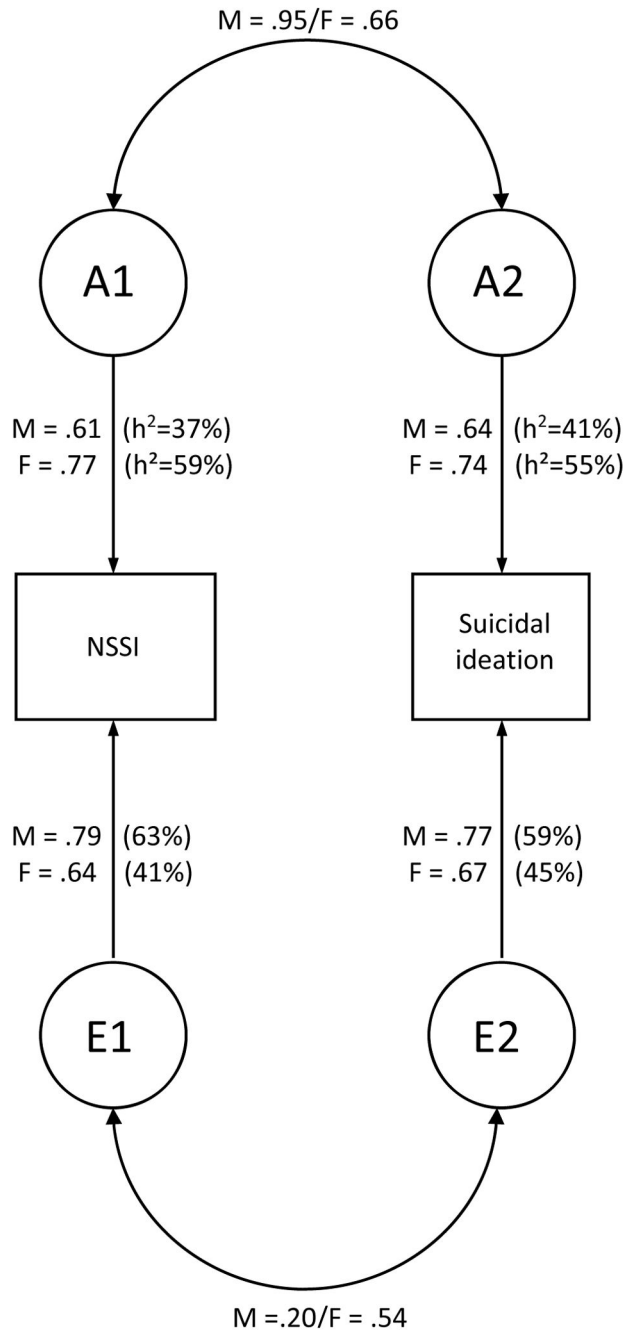 M = .95/F = .66
A1
A2
M = .61 (h²=37%)
F = .77 (h²=59%)
M = .64 (h²=41%)
F = .74 (h²=55%)
NSSI
Suicidal
ideation
M = .79 (63%)
F = .64 (41%)
M = .77 (59%)
F = .67 (45%)
E1
E2
M =.20/F = .54